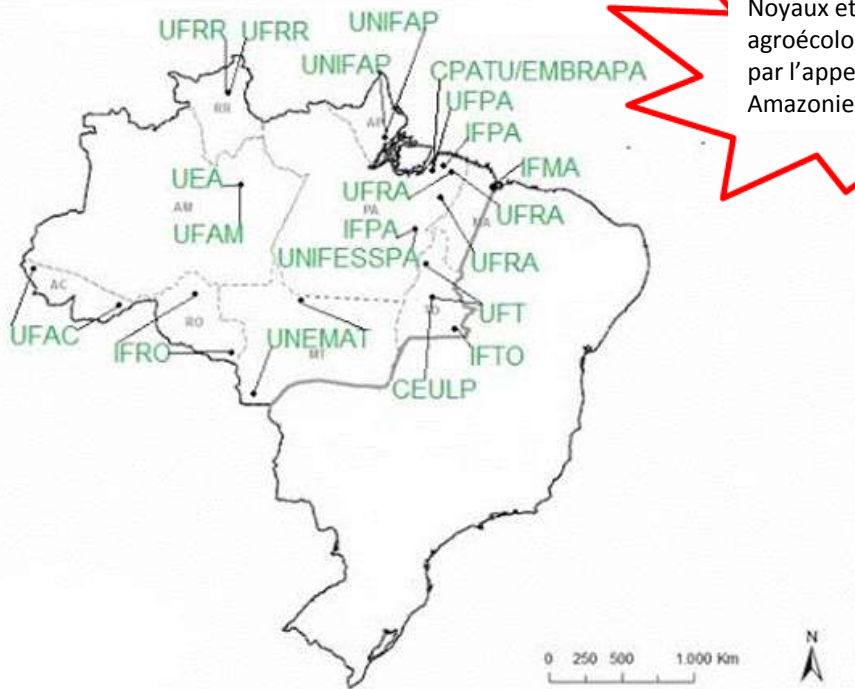 Noyaux et
agroécolo
par l'appe
Amazonie
UNIFAP
UFRR UFRR
UNIFAP
CPATU/EMBRAPA
UFPA
IFPA
IFMA
RR
AP
UEA
AM
UFAM
UFRA
PA
MA
UFRA
IFPA
UNIFESSPA
UFRA
AC
RO
TO
UFT
UFAC
IFRO
UNEMAT
MT
IFTO
CEULP
N
0 250 500 1.000 Km